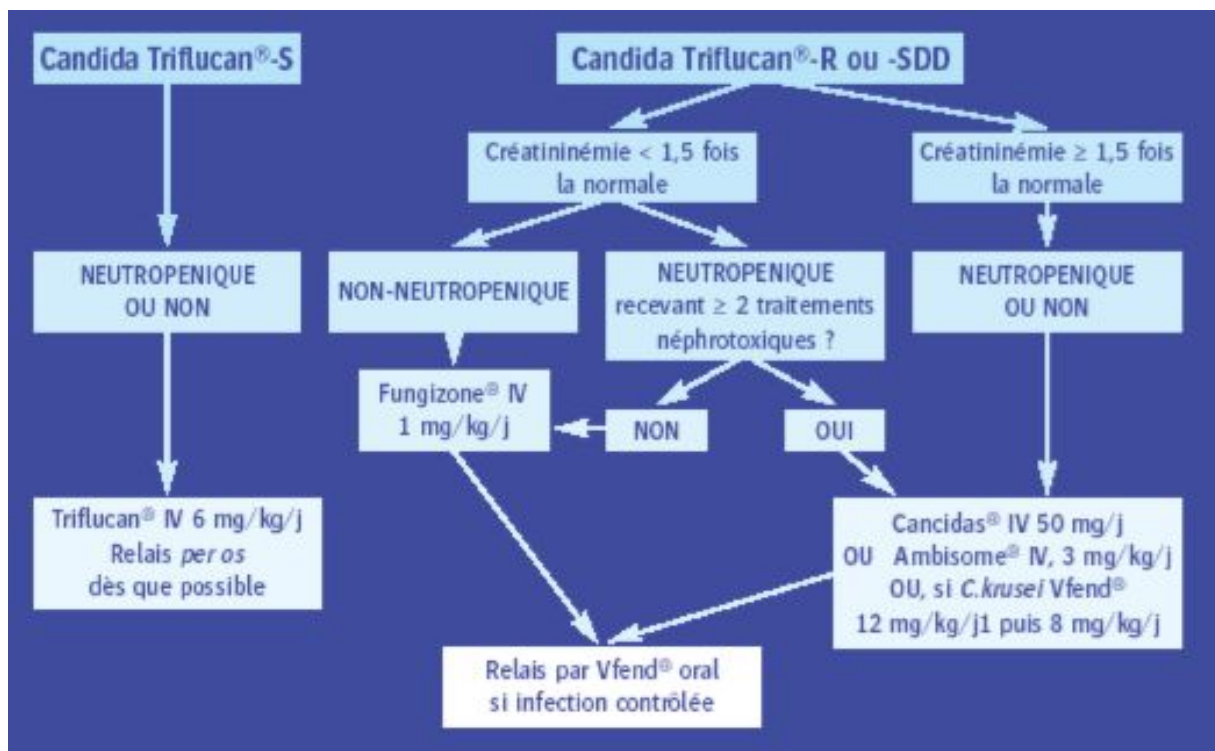 Candida Triflucan®-S
Candida Triflucan®-R ou -SDD
Créatininémie < 1,5 fois
la normale
Créatininémie ≥ 1,5 fois
la normale
NEUTROPENIQUE
OU NON
NON-NEUTROPENIQUE
NEUTROPENIQUE
recevant ≥ 2 traitements
néphrotoxiques ?
NEUTROPENIQUE
OU NON
Fungizone® IV
1 mg/kg/j
NON
OUI
Triflucan® IV 6 mg/kg/j
Relais per os
dès que possible
Cancidas® IV 50 mg/j
OU Ambisome® IV, 3 mg/kg/j
OU, si C.krusei Vfend®
12 mg/kg/j1 puis 8 mg/kg/j
Relais par Vfend® oral
si infection contrôlée